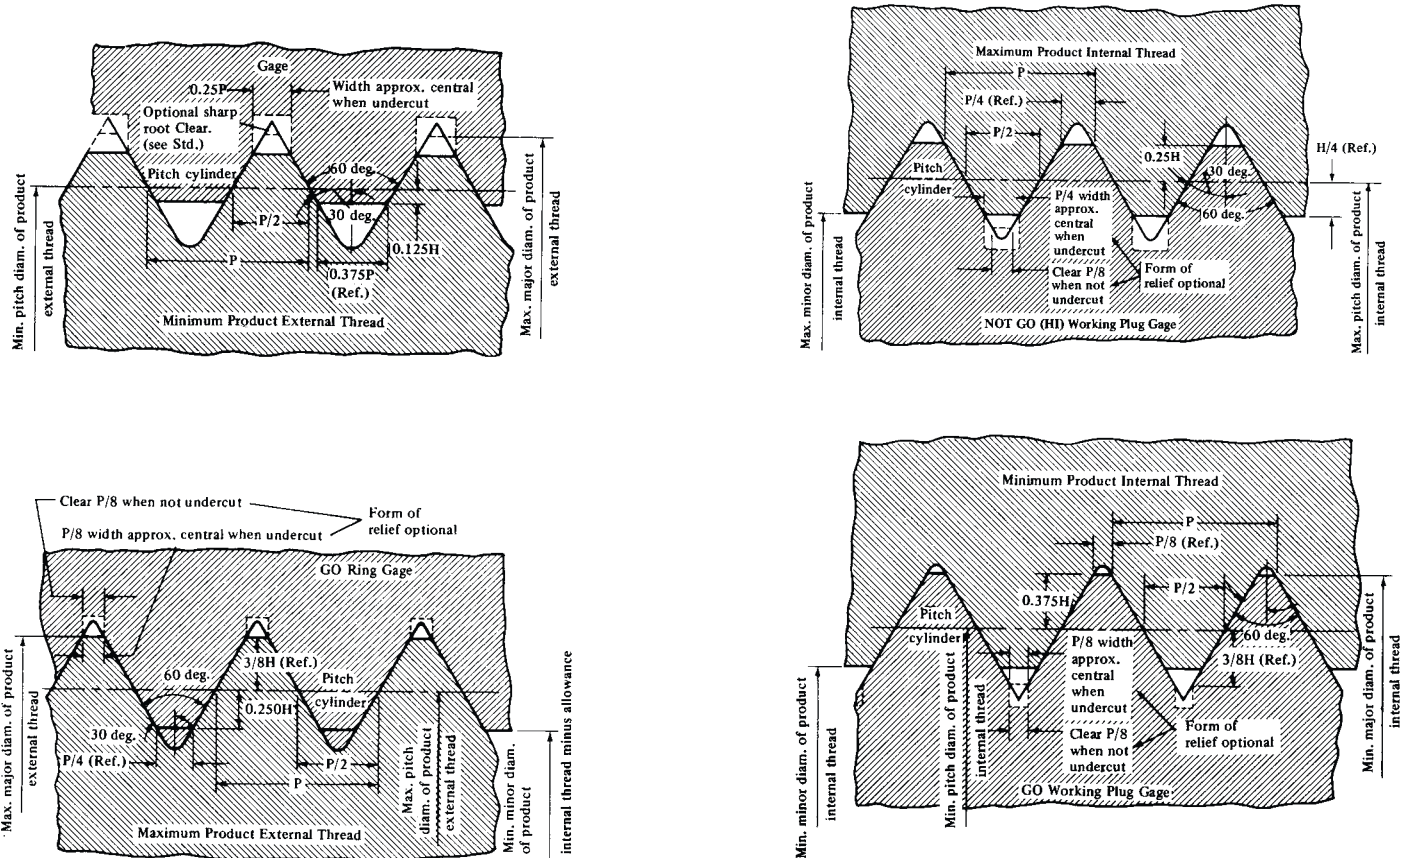 Gage
0.25P
Width approx. central
when undercut
Optional sharp
root Clear.
(see Std.)
60 deg.
Pitch cylinder
30 deg.
P/2
0.125H
P
0.375P
(Ref.)
Minimum Product External Thread
Min. pitch diam. of product
external thread
Max. major diam. of product
external thread
Maximum Product Internal Thread
P
P/4 (Ref.)
P/2
H/4 (Ref.)
0.25H
30 deg.
Pitch
cylinder
P/4 width
approx.
central
when
undercut
60 deg.
Clear P/8
when not
undercut
Form of
relief optional
NOT GO (HI) Working Plug Gage
Max. minor diam. of product
internal thread
Max. pitch diam. of product
internal thread
Clear P/8 when not undercut
Form of
relief optional
P/8 width approx. central when undercut
GO Ring Gage
3/8H (Ref.)
60 deg.
Pitch
cylinder
0.250H
30 deg.
P/4 (Ref.)
P/2
P
Maximum Product External Thread
Max. major diam. of product
external thread
Max. pitch
diam. of product
external thread
Min. minor diam.
of product
internal thread minus allowance
Minimum Product Internal Thread
P
P/8 (Ref.)
P/2
0.375H
Pitch
cylinder
60 deg.
P/8 width
approx.
central
when
undercut
3/8H (Ref.)
Clear P/8
when not
undercut
Form of
relief optional
GO Working Plug Gage
Min. minor diam. of product
internal thread
Min. pitch diam. of product
internal thread
Min. major diam. of product
internal thread